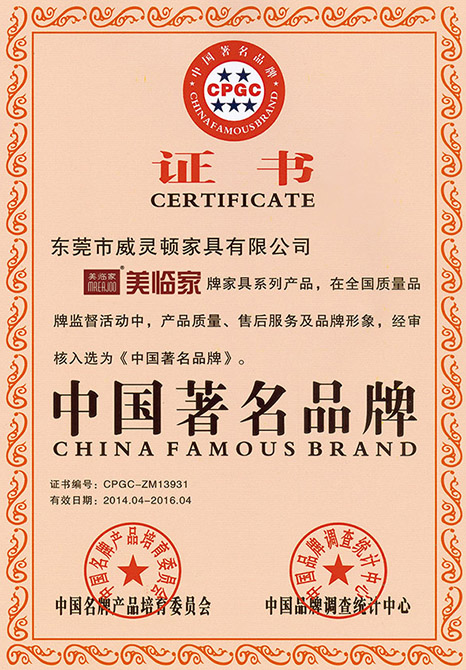 中国著名品牌
CPGC
CHINA FAMOUS BRAND
证书
CERTIFICATE
东莞市威灵顿家具有限公司
美临家 MREAJOO ® 美临家 牌家具系列产品，在全国质量品
牌监督活动中，产品质量、售后服务及品牌形象，经审
核入选为《中国著名品牌》。
中国著名品牌
CHINA FAMOUS BRAND
证书编号：CPGC-ZM13931
有效日期：2014.04-2016.04
中国名牌产品培育委员会
中国品牌调查统计中心
中国名牌产品培育委员会
中国品牌调查统计中心